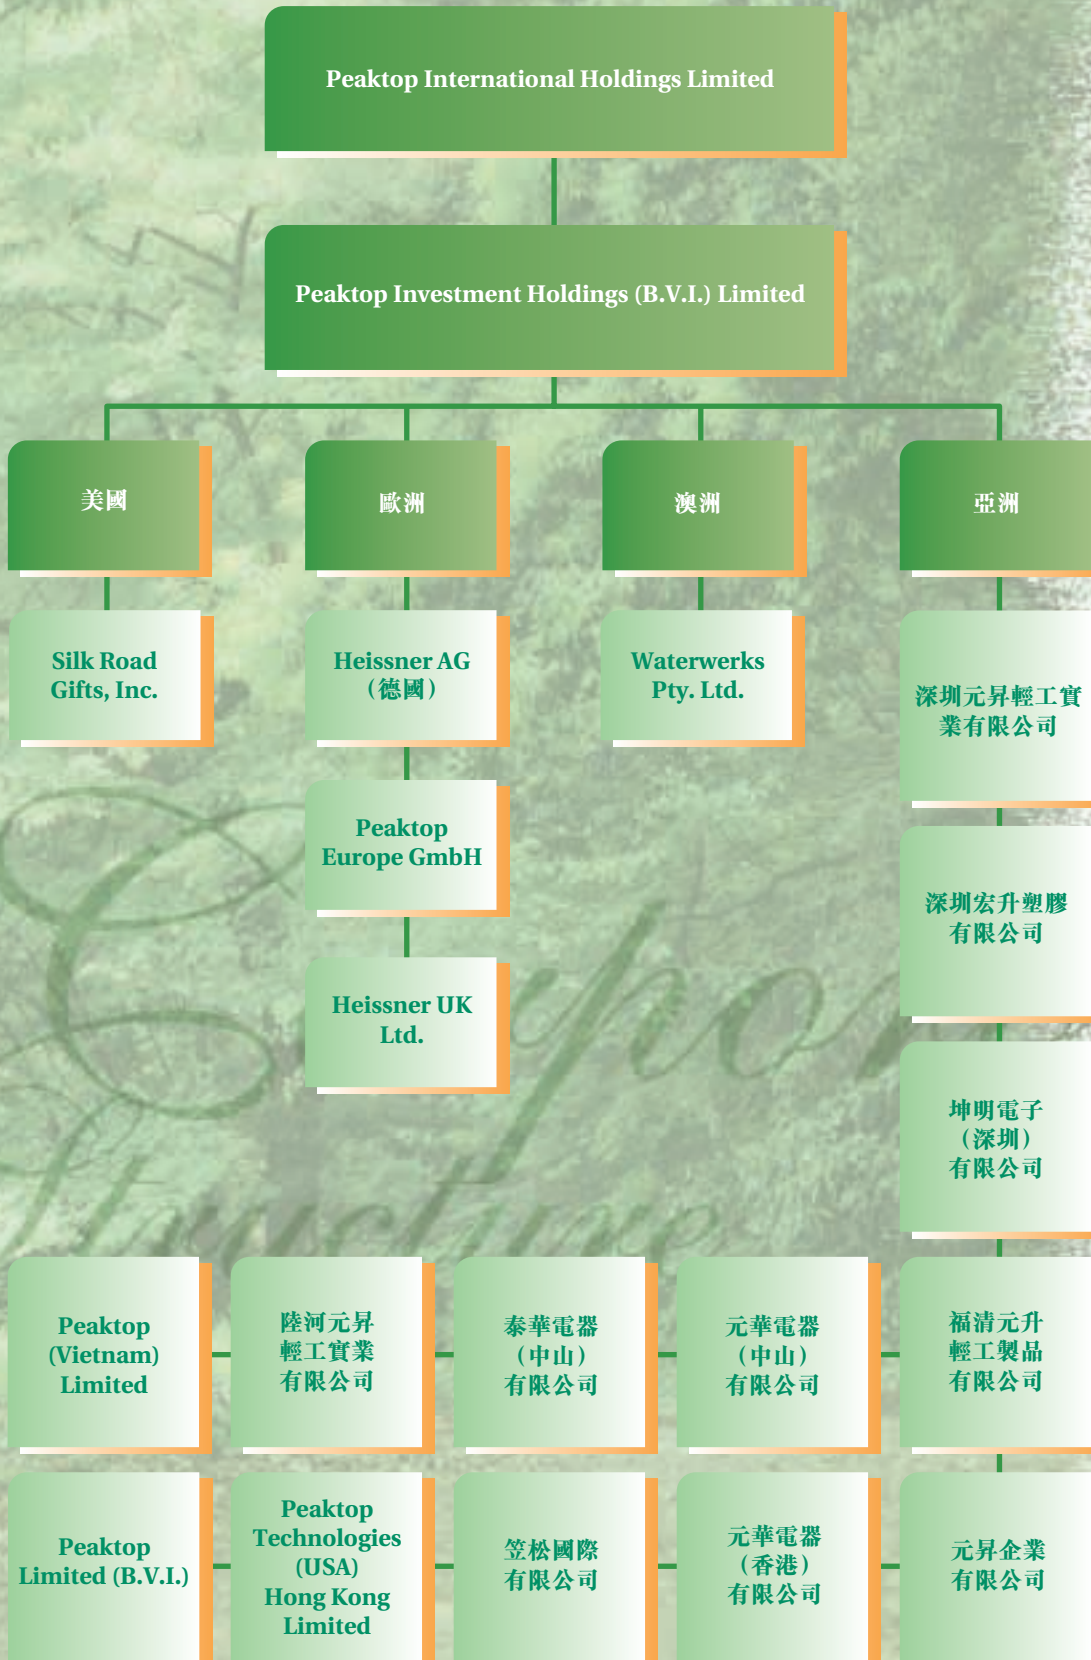 Peaktop International Holdings Limited
Peaktop Investment Holdings (B.V.I.) Limited
美國
歐洲
澳洲
亞洲
Silk Road
Gifts, Inc.
Heissner AG
（德國）
Waterwerks
Pty. Ltd.
深圳元昇輕工實
業有限公司
Peaktop
Europe GmbH
深圳宏升塑膠
有限公司
Heissner UK
Ltd.
坤明電子
（深圳）
有限公司
Peaktop
(Vietnam)
Limited
陸河元昇
輕工實業
有限公司
泰華電器
（中山）
有限公司
元華電器
（中山）
有限公司
福清元升
輕工製品
有限公司
Peaktop
Limited (B.V.I.)
Peaktop
Technologies
(USA)
Hong Kong
Limited
笠松國際
有限公司
元華電器
（香港）
有限公司
元昇企業
有限公司